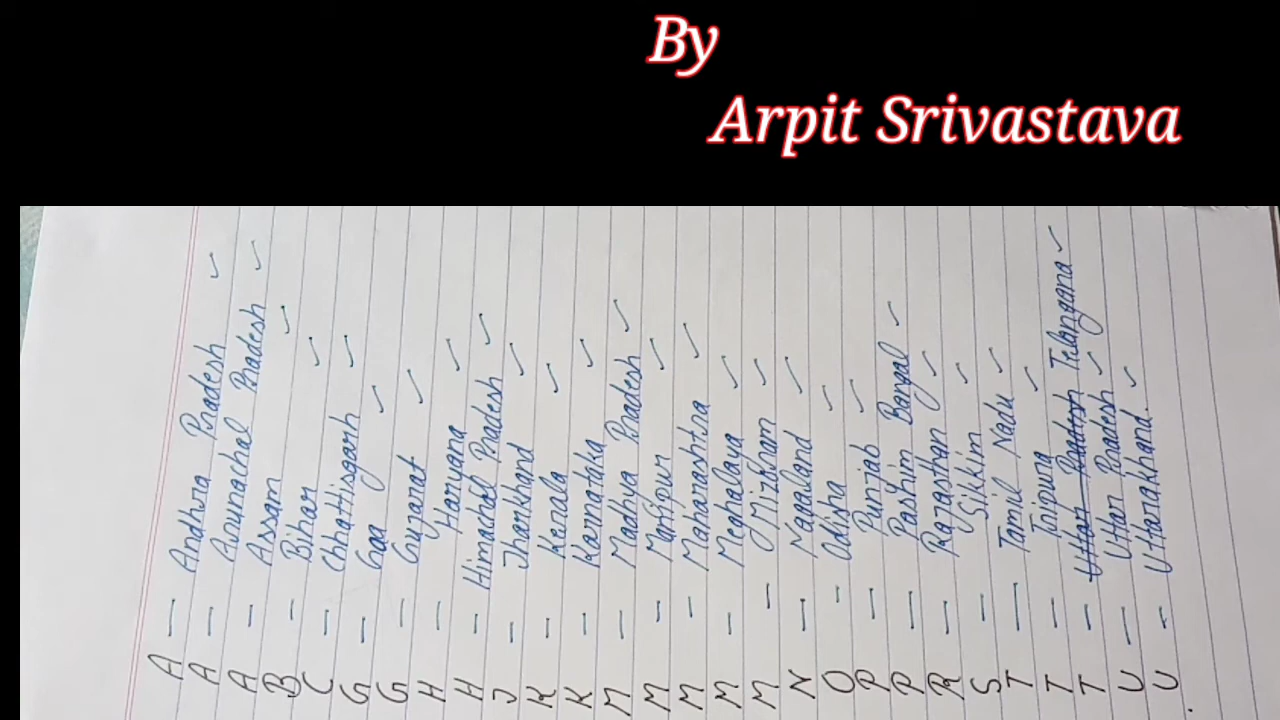 By
Arpit Srivastava
A — Andhra Pradesh ✓
A — Arunachal Pradesh ✓
A — Assam ✓
B — Bihar ✓
C — Chhattisgarh ✓
G — Goa ✓
G — Gujarat ✓
H — Haryana ✓
H — Himachal Pradesh ✓
J — Jharkhand ✓
K — Kerala ✓
K — Karnataka ✓
M — Madhya Pradesh ✓
M — Manipur ✓
M — Maharashtra ✓
M — Meghalaya ✓
M — Mizoram ✓
N — Nagaland ✓
O — Odisha ✓
P — Punjab ✓
P — Pashim Bangal ✓
R — Rajasthan ✓
S — Sikkim ✓
T — Tamil Nadu ✓
T — Tripura ✓
T — Uttar Pradesh Telangana ✓
U — Uttar Pradesh ✓
U — Uttarakhand ✓